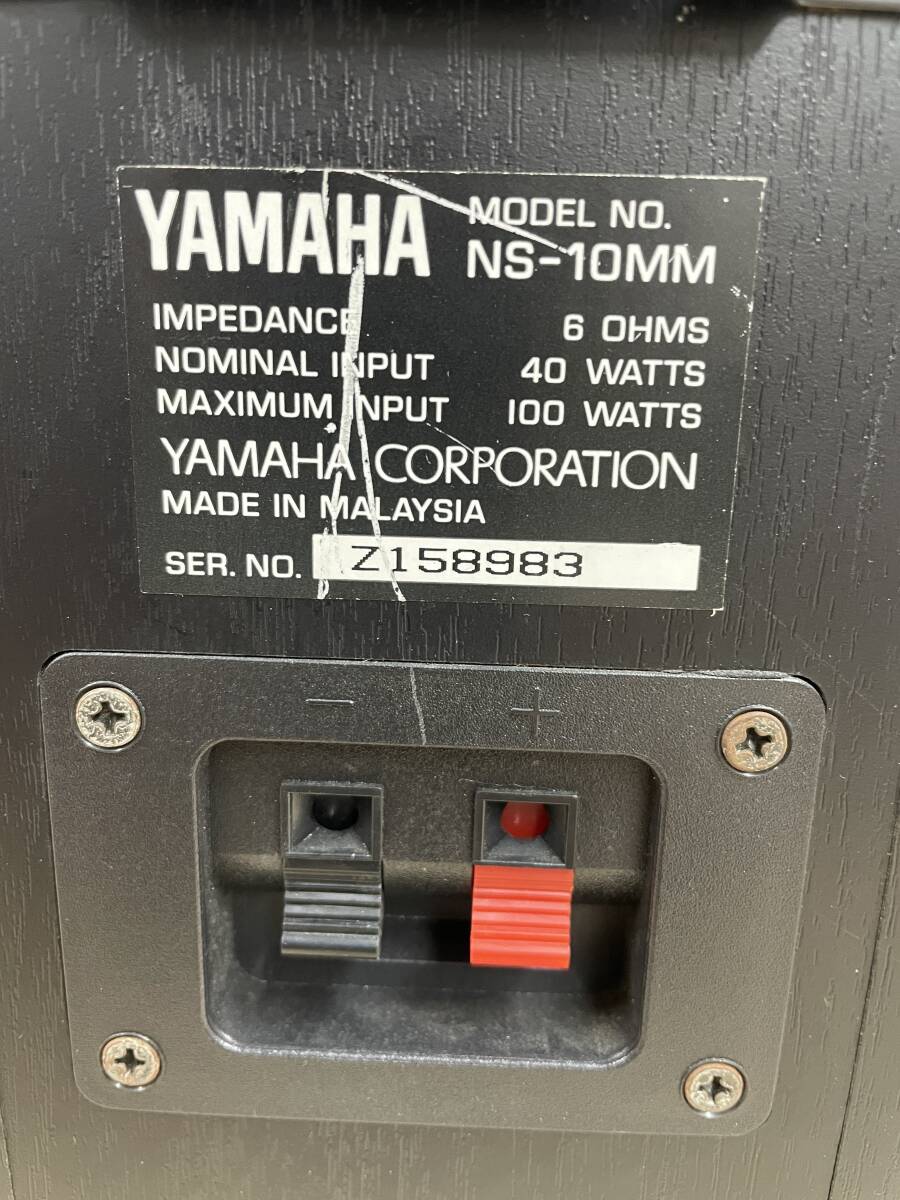 YAMAHA
MODEL NO.
NS-10MM
IMPEDANCE 6 OHMS
NOMINAL INPUT 40 WATTS
MAXIMUM INPUT 100 WATTS
YAMAHA CORPORATION
MADE IN MALAYSIA
SER. NO. Z158983
− +